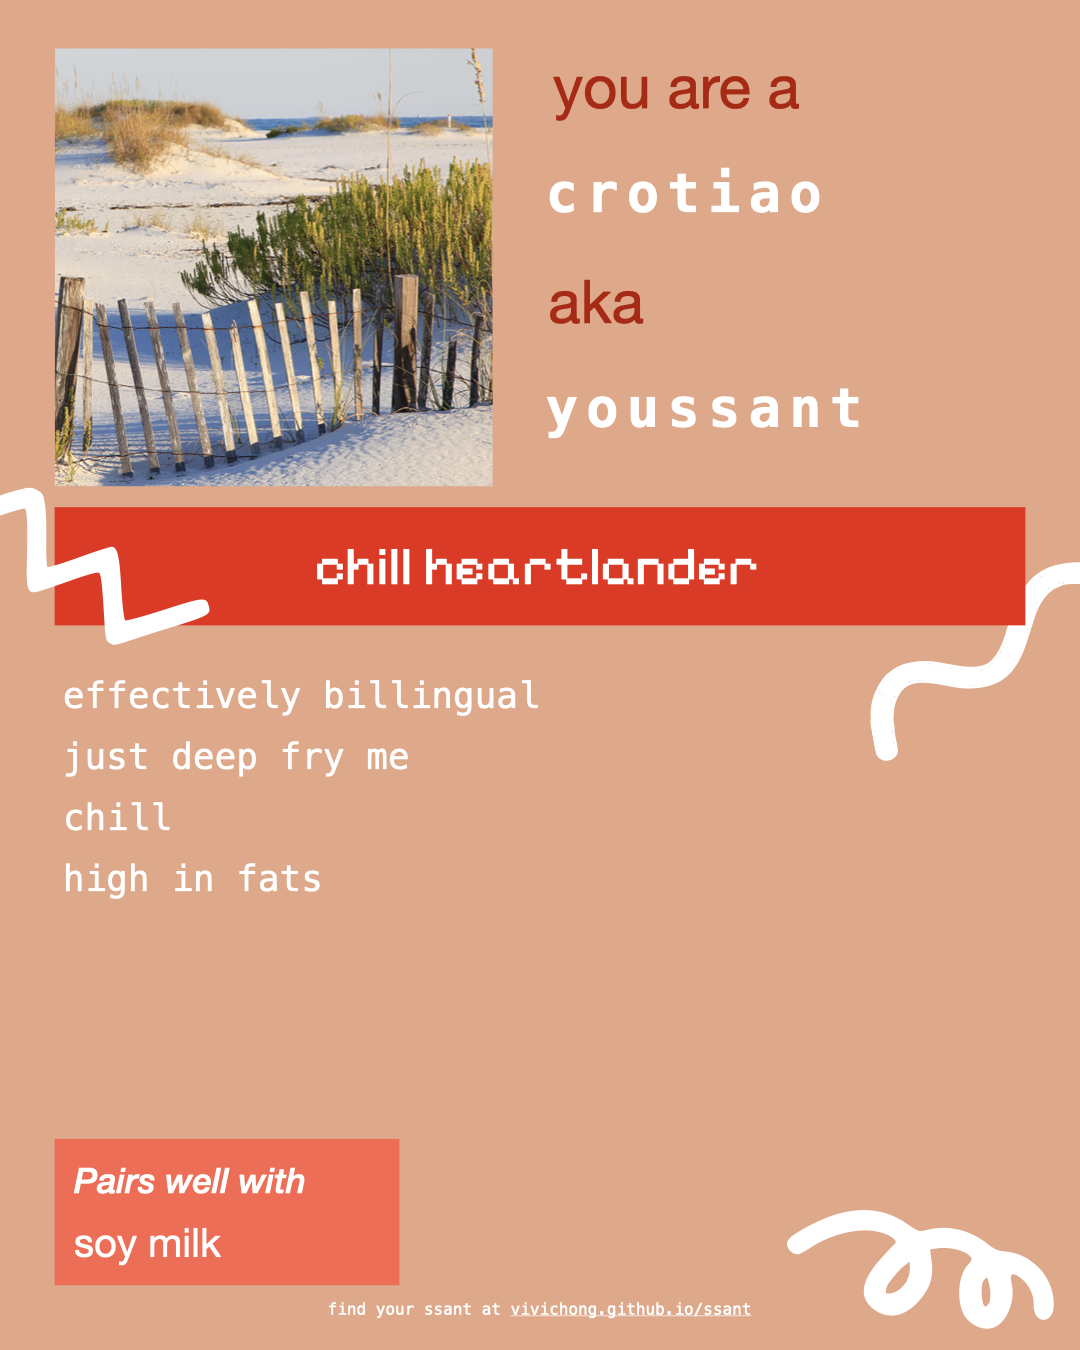 you are a
crotiao
aka
youssant
chill heartlander
effectively billingual
just deep fry me
chill
high in fats
Pairs well with
soy milk
find your ssant at vivichong.github.io/ssant